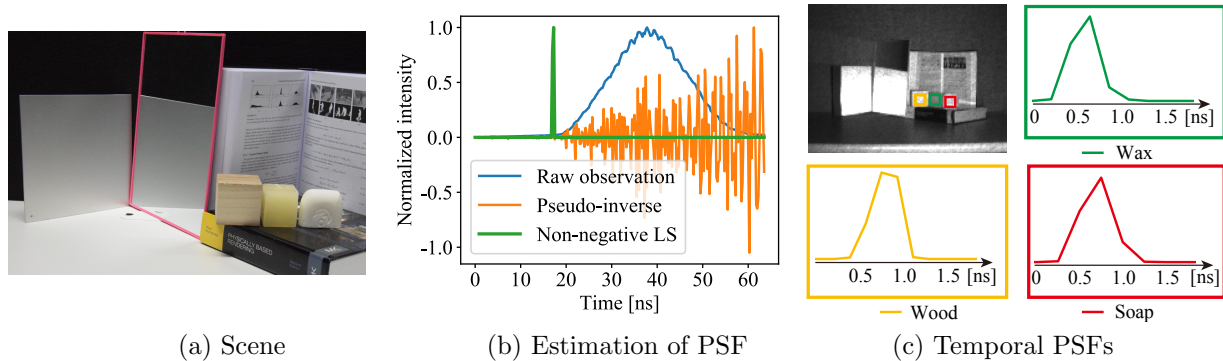 PHYSICALLY BASED
RENDERING
(a) Scene
Normalized intensity
1.0
0.5
0.0
-0.5
-1.0
Raw observation
Pseudo-inverse
Non-negative LS
0 10 20 30 40 50 60
Time [ns]
(b) Estimation of PSF
0 0.5 1.0 1.5 [ns]
Wax
0.5 1.0 1.5 [ns]
Wood
0 0.5 1.0 1.5 [ns]
Soap
(c) Temporal PSFs